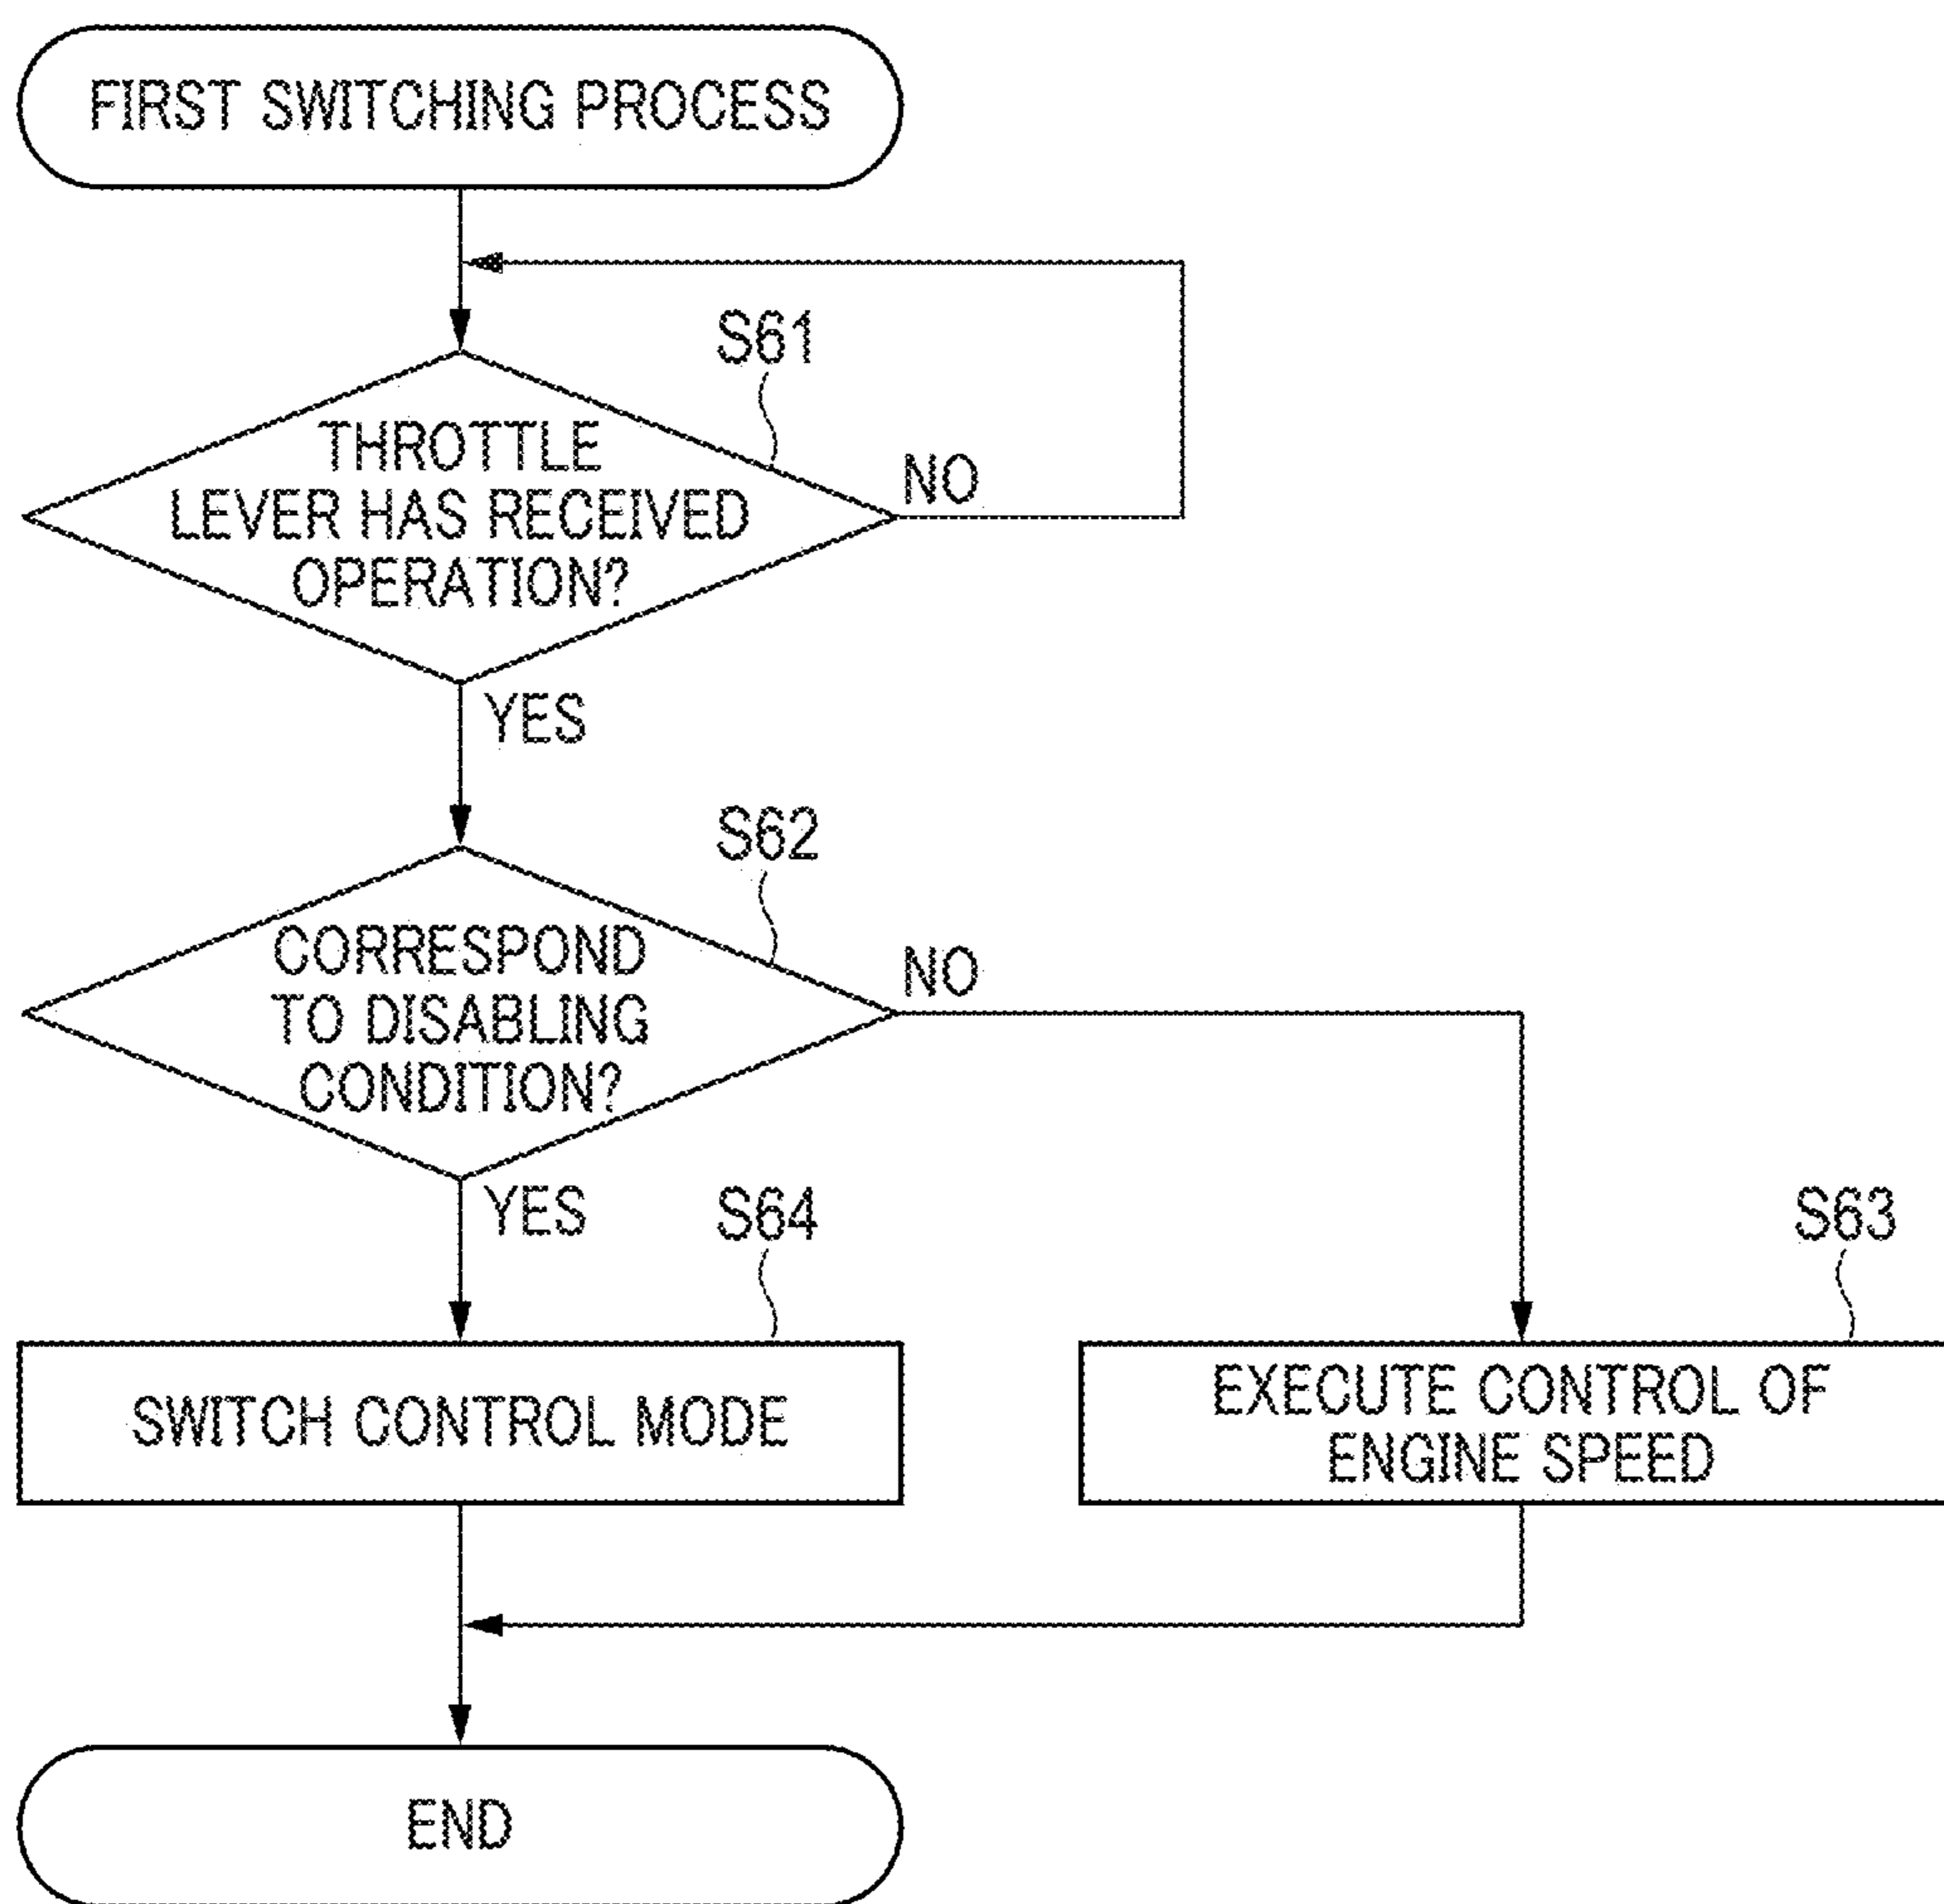 FIRST SWITCHING PROCESS
S61
THROTTLE
LEVER HAS RECEIVED
OPERATION?
NO
YES
S62
CORRESPOND
TO DISABLING
CONDITION?
NO
YES
S64
S63
SWITCH CONTROL MODE
EXECUTE CONTROL OF
ENGINE SPEED
END